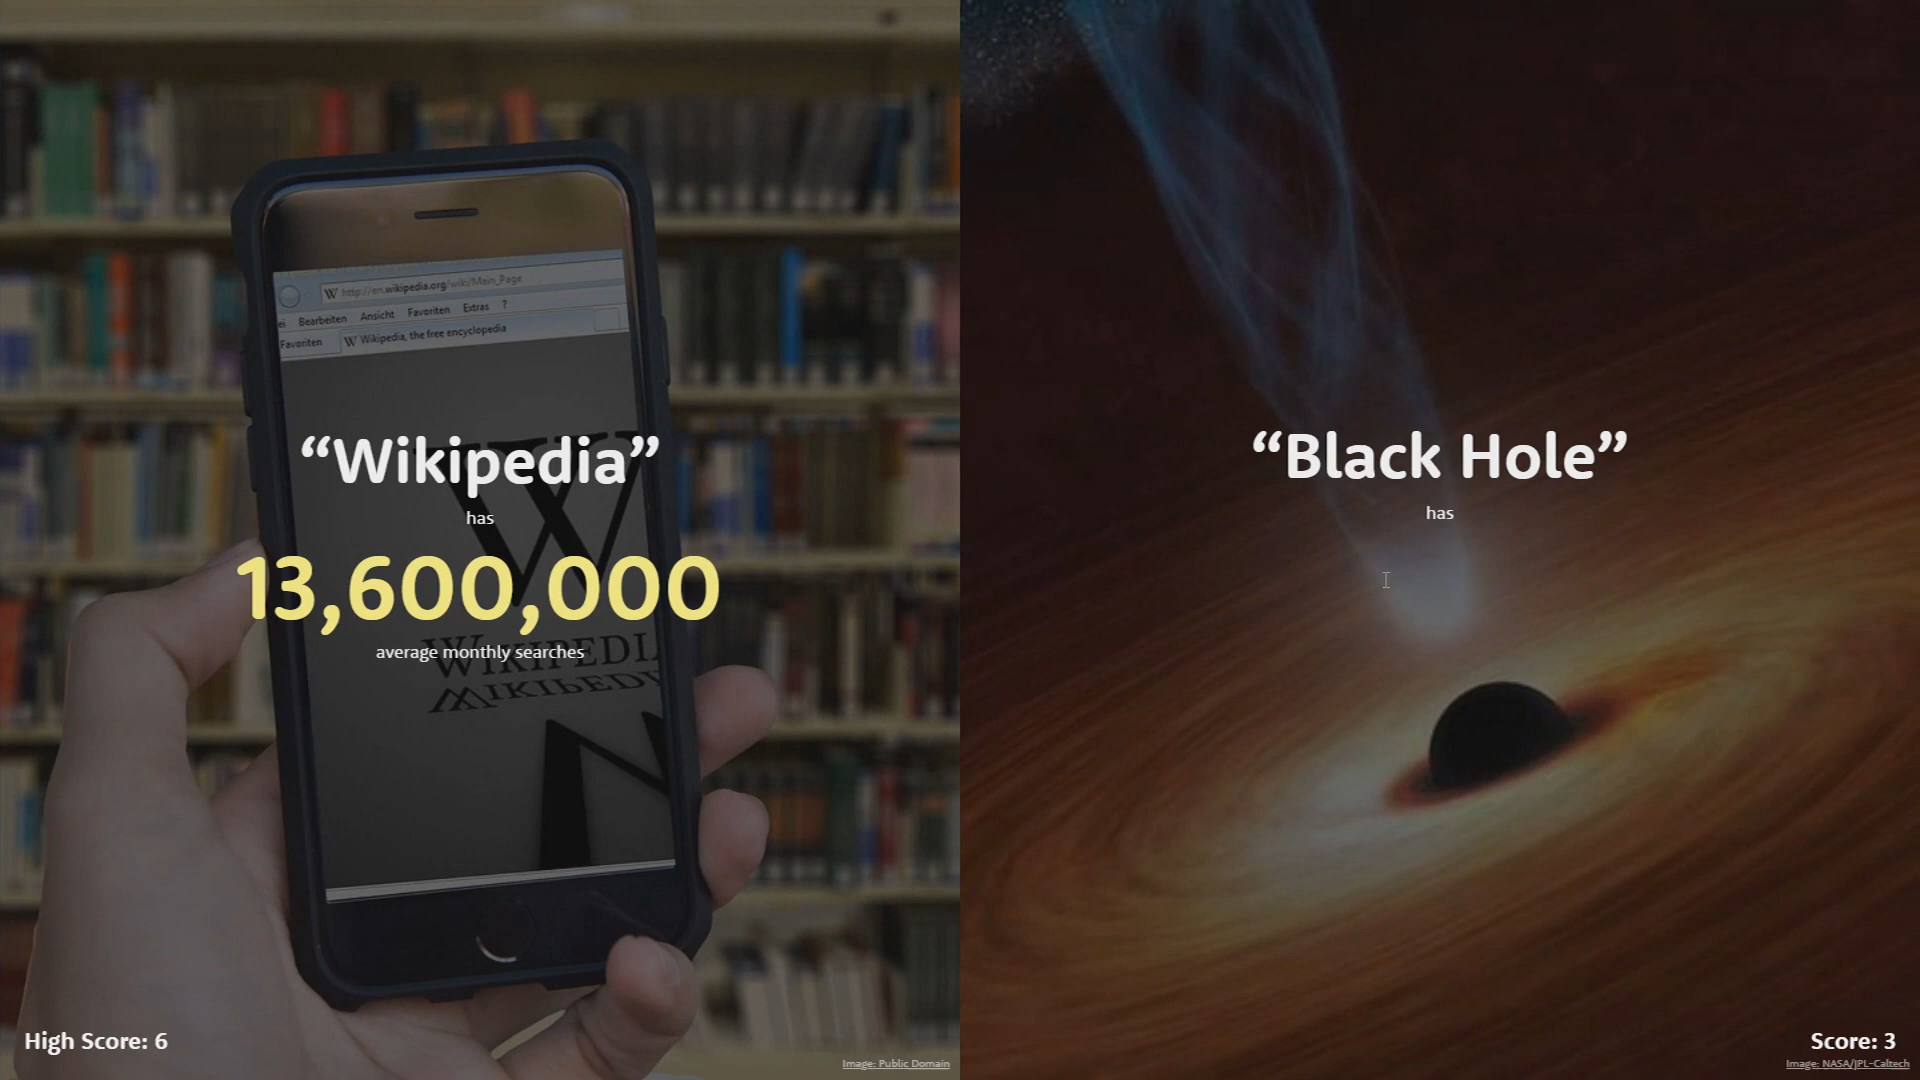 http://en.wikipedia.org/wiki/Main_Page
Bearbeiten Ansicht Favoriten Extras ?
Favoriten W Wikipedia, the free encyclopedia
“Wikipedia”
has
13,600,000
average monthly searches
WIKIPEDI
High Score: 6
Image: Public Domain
“Black Hole”
has
Score: 3
Image: NASA/JPL-Caltech